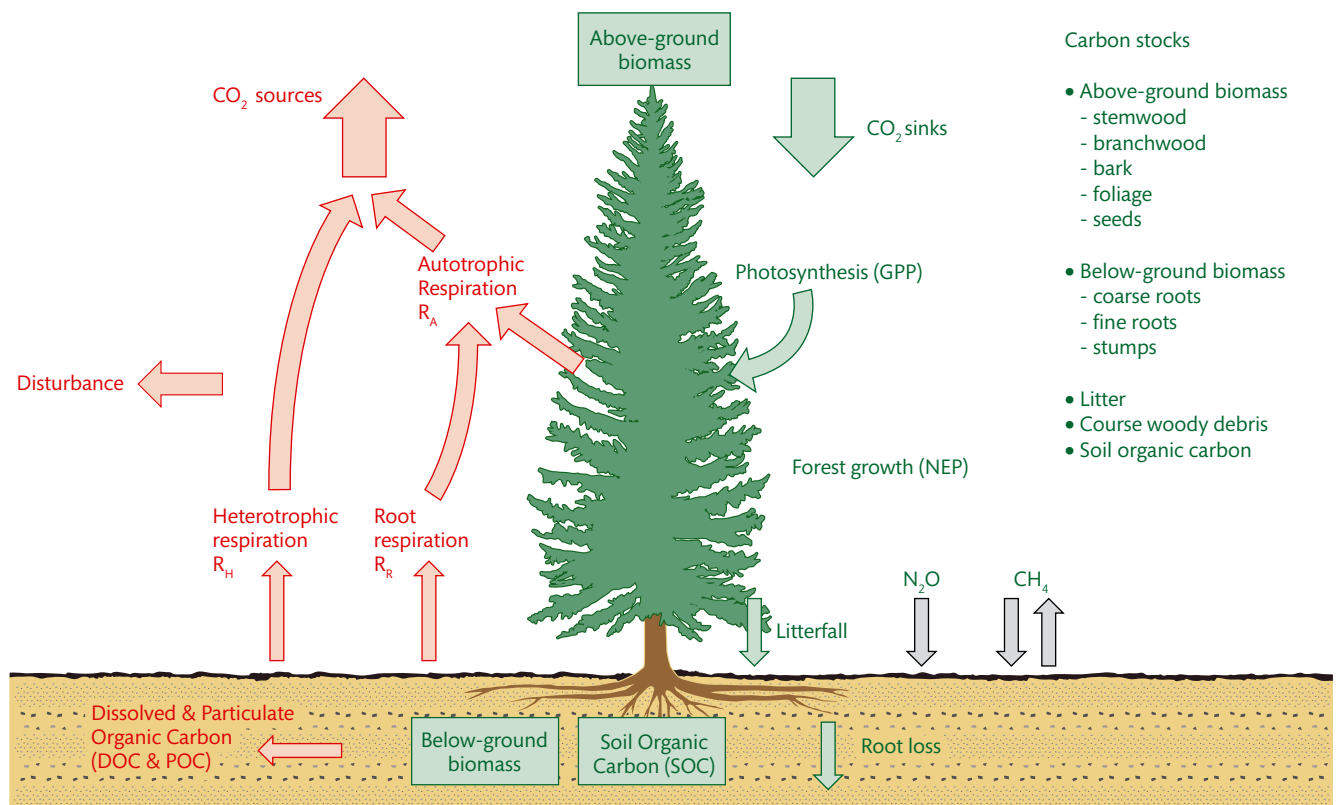 Above-ground
biomass
CO₂ sources
CO₂ sinks
Carbon stocks
• Above-ground biomass
- stemwood
- branchwood
- bark
- foliage
- seeds
• Below-ground biomass
- coarse roots
- fine roots
- stumps
• Litter
• Course woody debris
• Soil organic carbon
Autotrophic
Respiration
R_A
Photosynthesis (GPP)
Disturbance
Forest growth (NEP)
Heterotrophic
respiration
R_H
Root
respiration
R_R
N₂O
CH₄
Litterfall
Dissolved & Particulate
Organic Carbon
(DOC & POC)
Below-ground
biomass
Soil Organic
Carbon (SOC)
Root loss